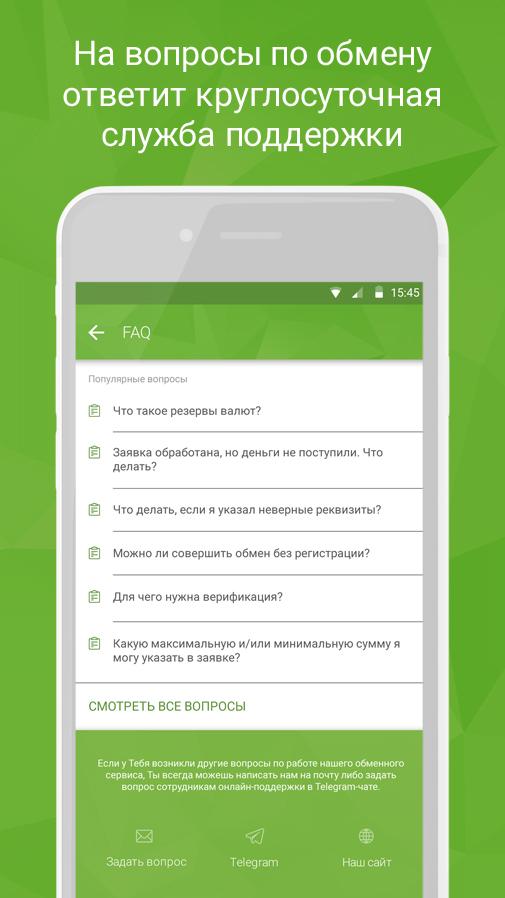 На вопросы по обмену
ответит круглосуточная
служба поддержки
15:45
FAQ
Популярные вопросы
Что такое резервы валют?
Заявка обработана, но деньги не поступили. Что
делать?
Что делать, если я указал неверные реквизиты?
Можно ли совершить обмен без регистрации?
Для чего нужна верификация?
Какую максимальную и/или минимальную сумму я
могу указать в заявке?
СМОТРЕТЬ ВСЕ ВОПРОСЫ
Если у Тебя возникли другие вопросы по работе нашего обменного
сервиса, Ты всегда можешь написать нам на почту либо задать
вопрос сотрудникам онлайн-поддержки в Telegram-чате.
Задать вопрос
Telegram
Наш сайт